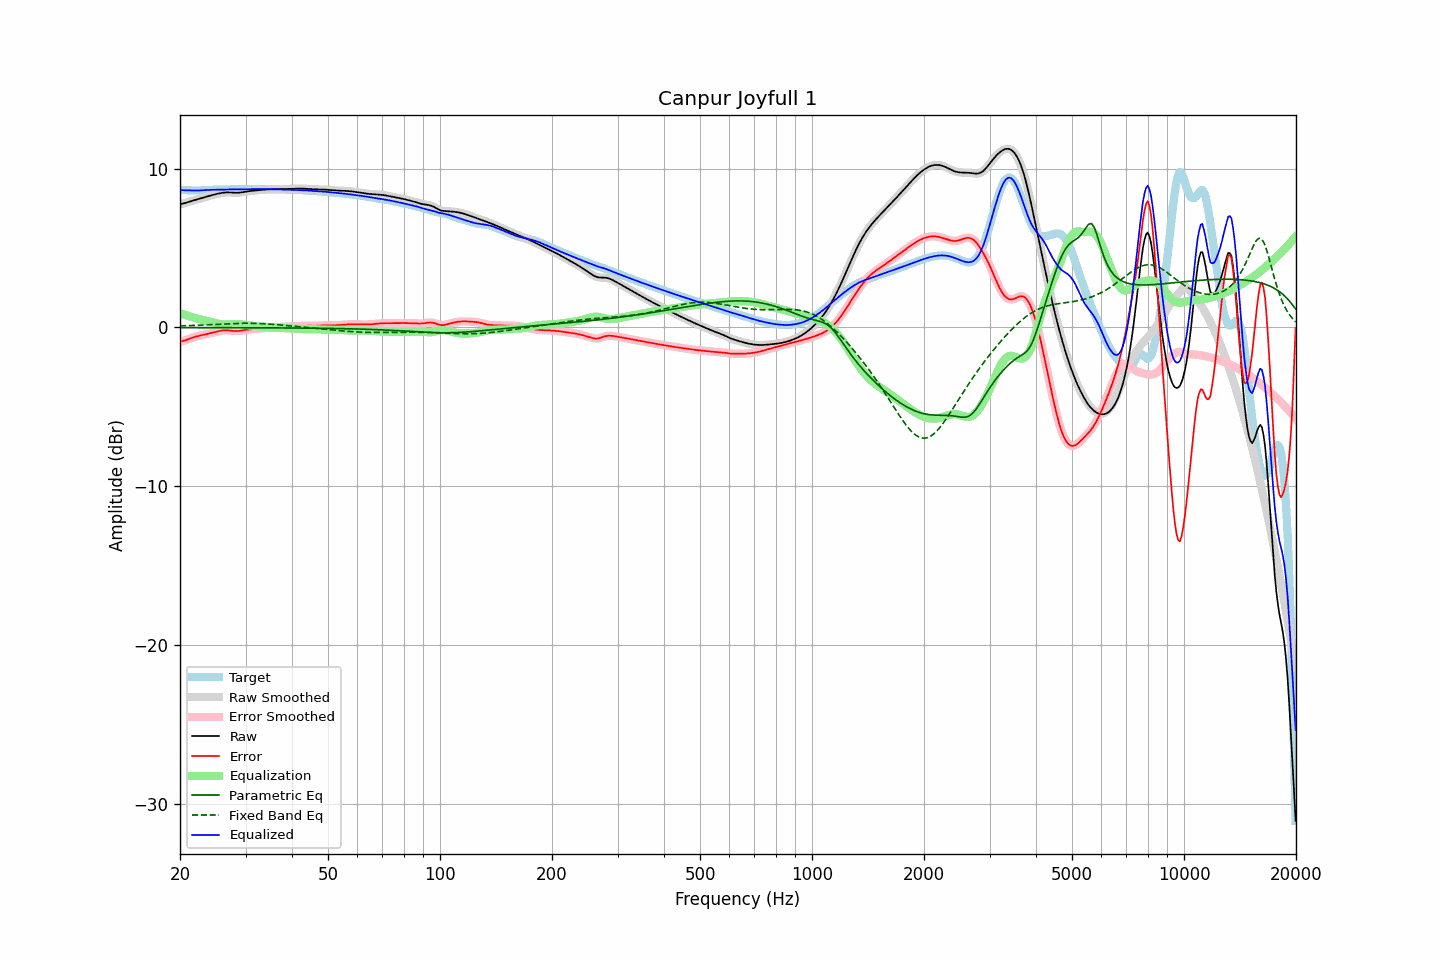 Canpur Joyfull 1
Amplitude (dBr)
10
0
−10
−20
−30
Target
Raw Smoothed
Error Smoothed
Raw
Error
Equalization
Parametric Eq
Fixed Band Eq
Equalized
20 50 100 200 500 1000 2000 5000 10000 20000
Frequency (Hz)